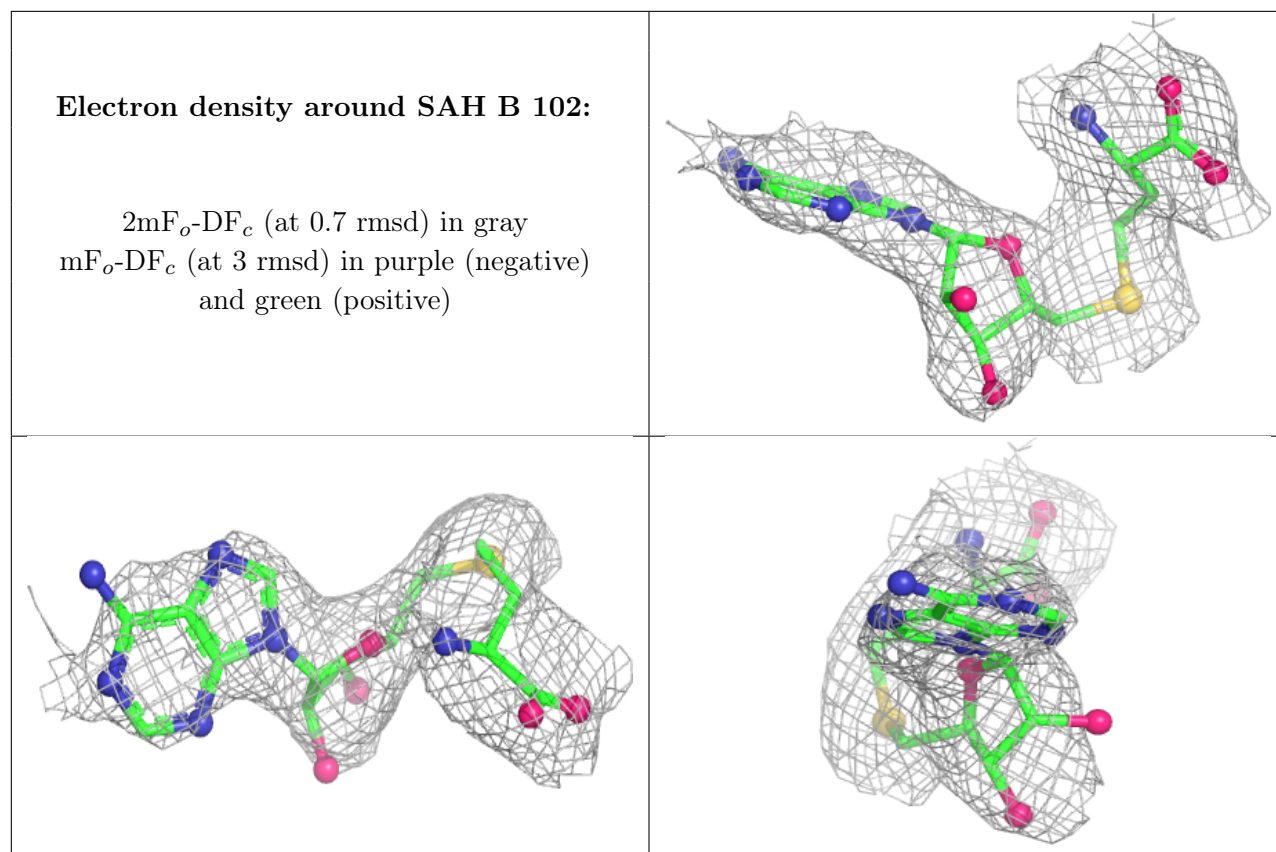 Electron density around SAH B 102:
2mFo-DFc (at 0.7 rmsd) in gray
mFo-DFc (at 3 rmsd) in purple (negative)
and green (positive)